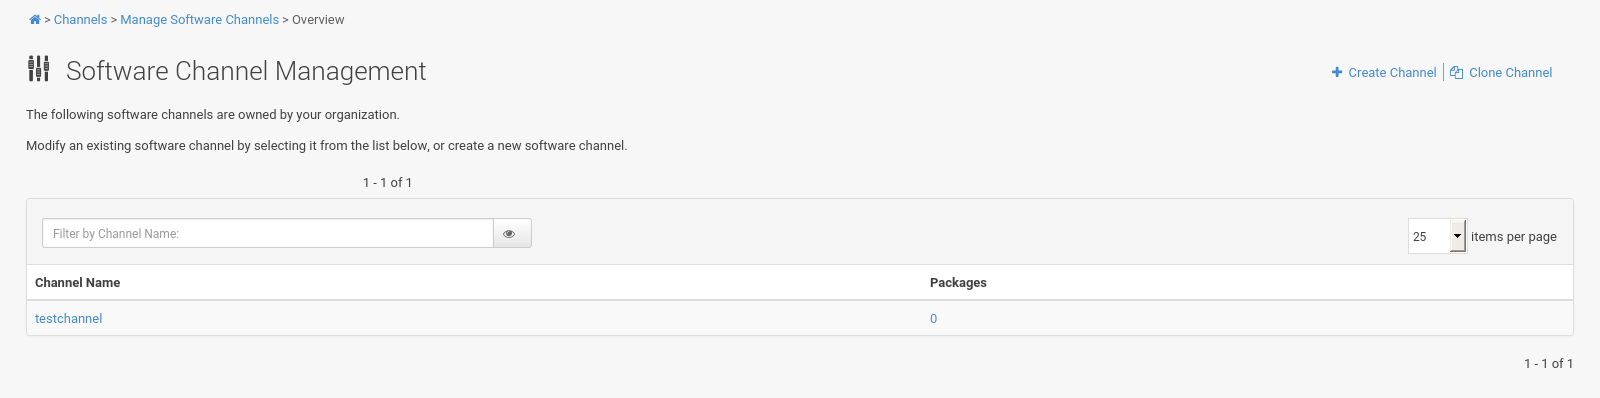 > Channels > Manage Software Channels > Overview
Software Channel Management
Create Channel
Clone Channel
The following software channels are owned by your organization.
Modify an existing software channel by selecting it from the list below, or create a new software channel.
1 - 1 of 1
Filter by Channel Name:
25 items per page
Channel Name Packages
testchannel 0
1 - 1 of 1